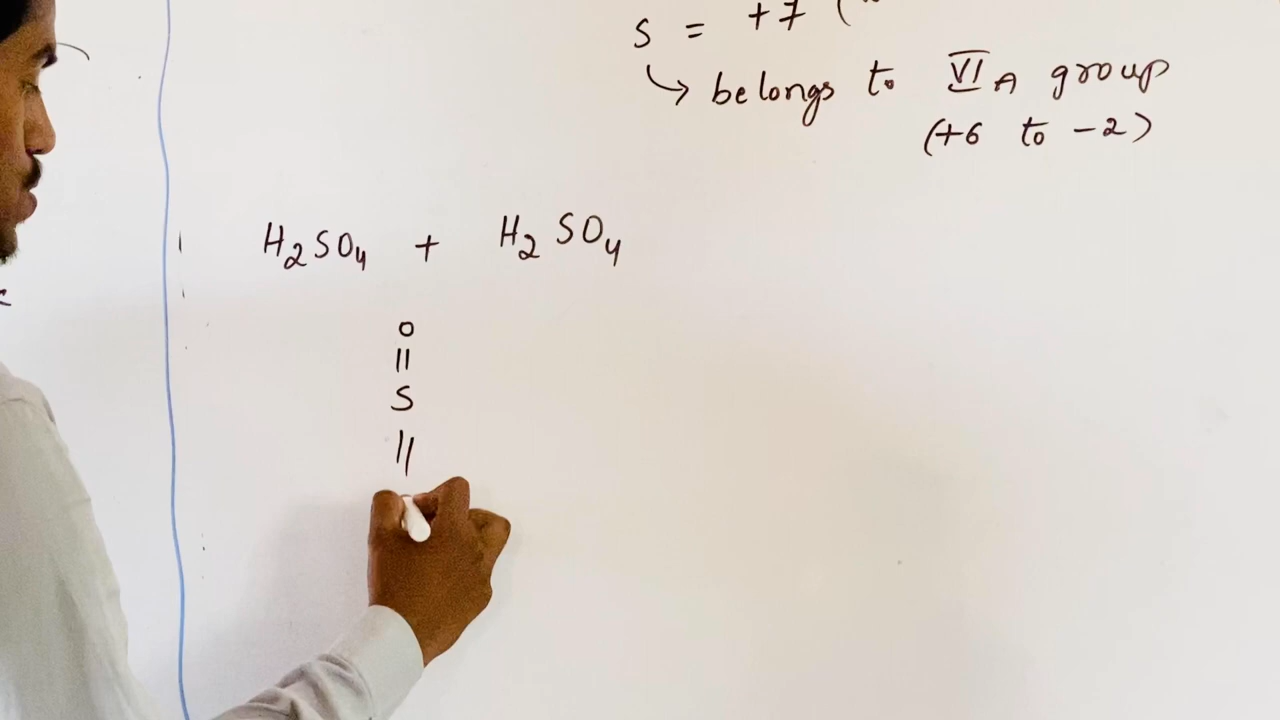 S = +7 (
↳ belongs to VI A group
(+6 to -2)
H₂SO₄ + H₂SO₄
O
||
S
||